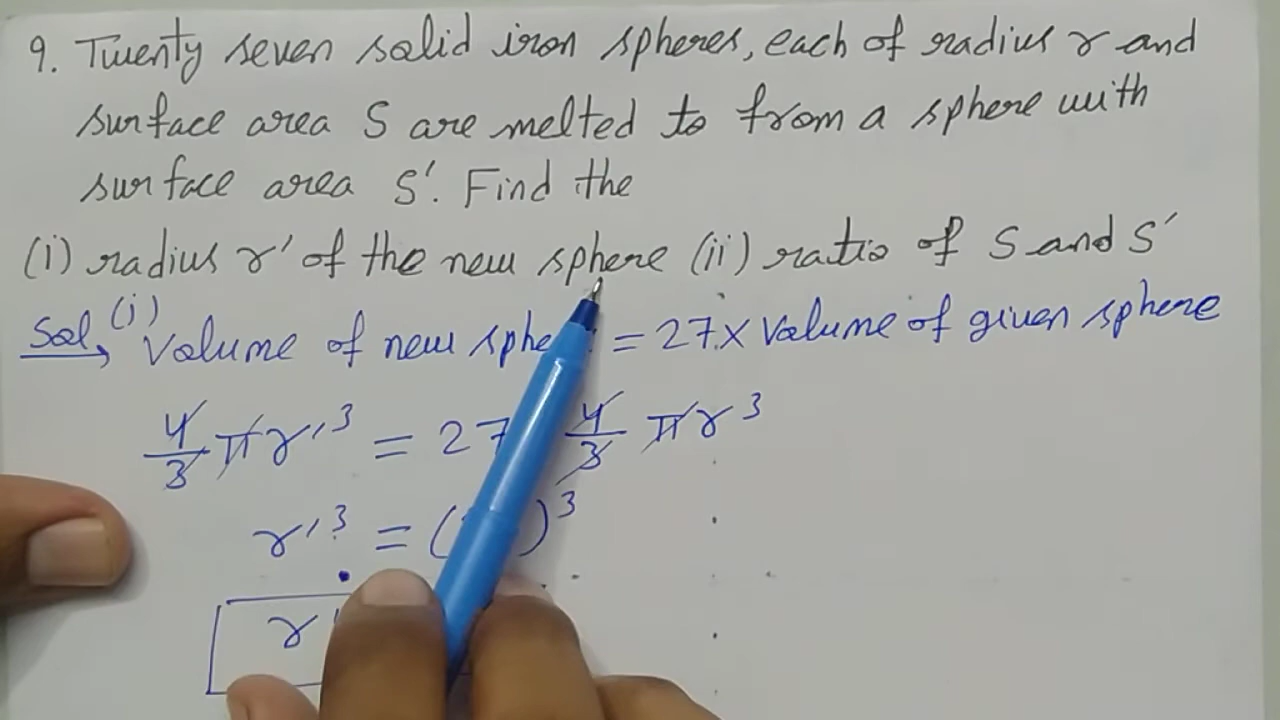 9. Twenty seven solid iron spheres, each of radius r and
surface area S are melted to from a sphere with
surface area S'. Find the
(i) radius r' of the new sphere (ii) ratio of S and S'
Sol, (i) Volume of new sphe = 27 x Volume of given sphere
4/3 πr'³ = 27 4/3 πr³
r'³ = ( )³
r'